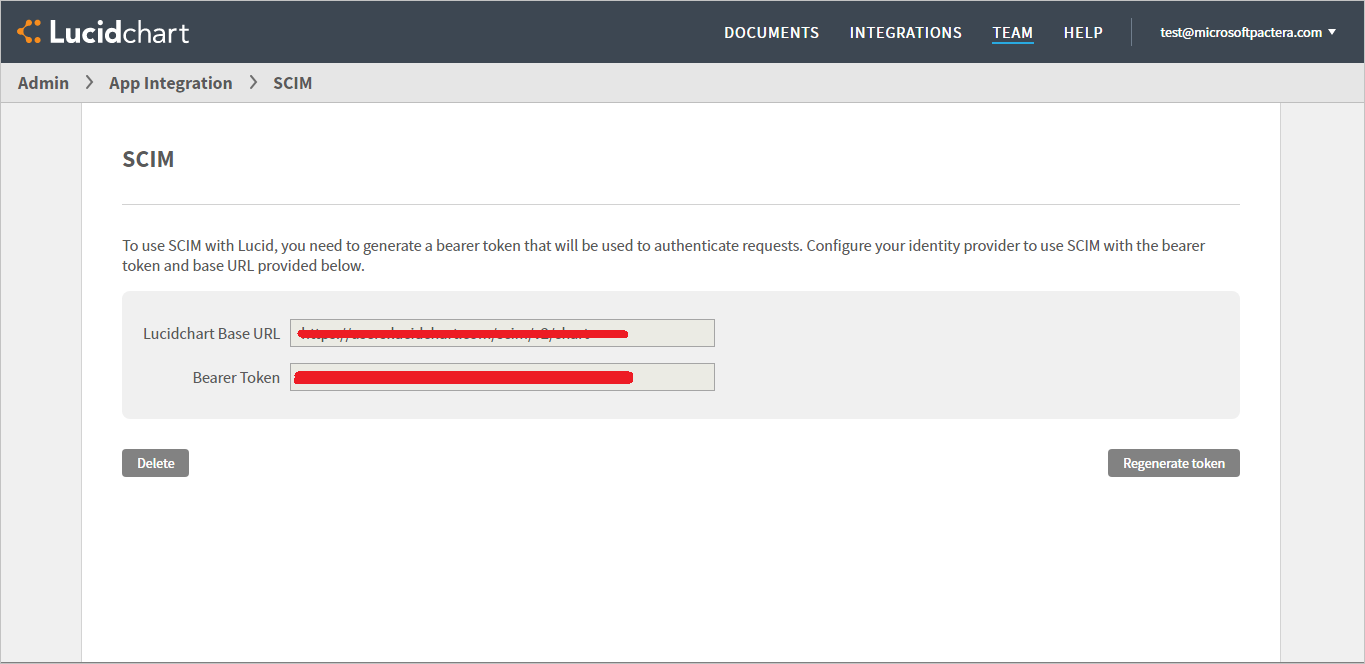 Lucidchart
DOCUMENTS INTEGRATIONS TEAM HELP test@microsoftpactera.com
Admin > App Integration > SCIM
SCIM
To use SCIM with Lucid, you need to generate a bearer token that will be used to authenticate requests. Configure your identity provider to use SCIM with the bearer
token and base URL provided below.
Lucidchart Base URL
Bearer Token
Delete
Regenerate token